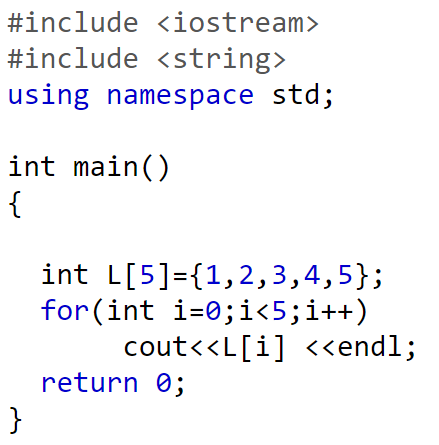 #include <iostream>
#include <string>
using namespace std;
int main()
{
int L[5]={1,2,3,4,5};
for(int i=0;i<5;i++)
cout<<L[i] <<endl;
return 0;
}